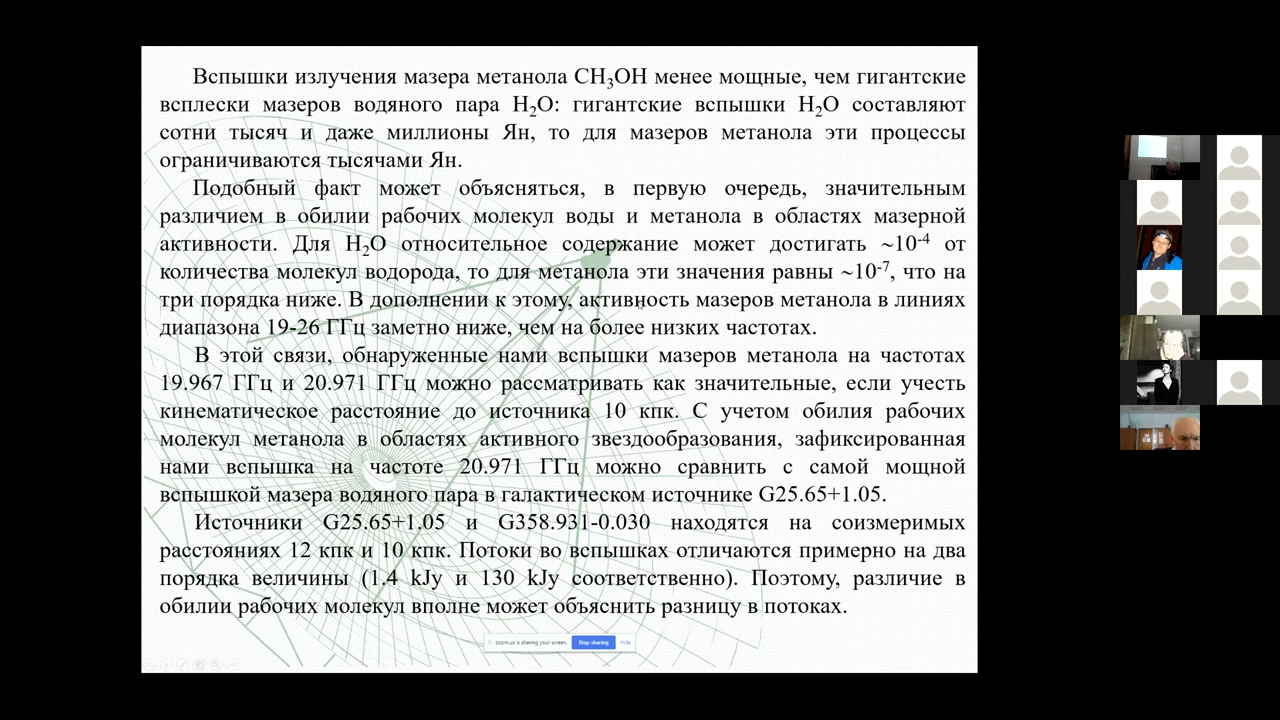 Вспышки излучения мазера метанола CH₃OH менее мощные, чем гигантские
всплески мазеров водяного пара H₂O: гигантские вспышки H₂O составляют
сотни тысяч и даже миллионы Ян, то для мазеров метанола эти процессы
ограничиваются тысячами Ян.
Подобный факт может объясняться, в первую очередь, значительным
различием в обилии рабочих молекул воды и метанола в областях мазерной
активности. Для H₂O относительное содержание может достигать ~10⁻⁴ от
количества молекул водорода, то для метанола эти значения равны ~10⁻⁷, что на
три порядка ниже. В дополнении к этому, активность мазеров метанола в линиях
диапазона 19-26 ГГц заметно ниже, чем на более низких частотах.
В этой связи, обнаруженные нами вспышки мазеров метанола на частотах
19.967 ГГц и 20.971 ГГц можно рассматривать как значительные, если учесть
кинематическое расстояние до источника 10 кпк. С учетом обилия рабочих
молекул метанола в областях активного звездообразования, зафиксированная
нами вспышка на частоте 20.971 ГГц можно сравнить с самой мощной
вспышкой мазера водяного пара в галактическом источнике G25.65+1.05.
Источники G25.65+1.05 и G358.931-0.030 находятся на соизмеримых
расстояниях 12 кпк и 10 кпк. Потоки во вспышках отличаются примерно на два
порядка величины (1.4 kJy и 130 kJy соответственно). Поэтому, различие в
обилии рабочих молекул вполне может объяснить разницу в потоках.
zoom.us is sharing your screen. Stop sharing Hide